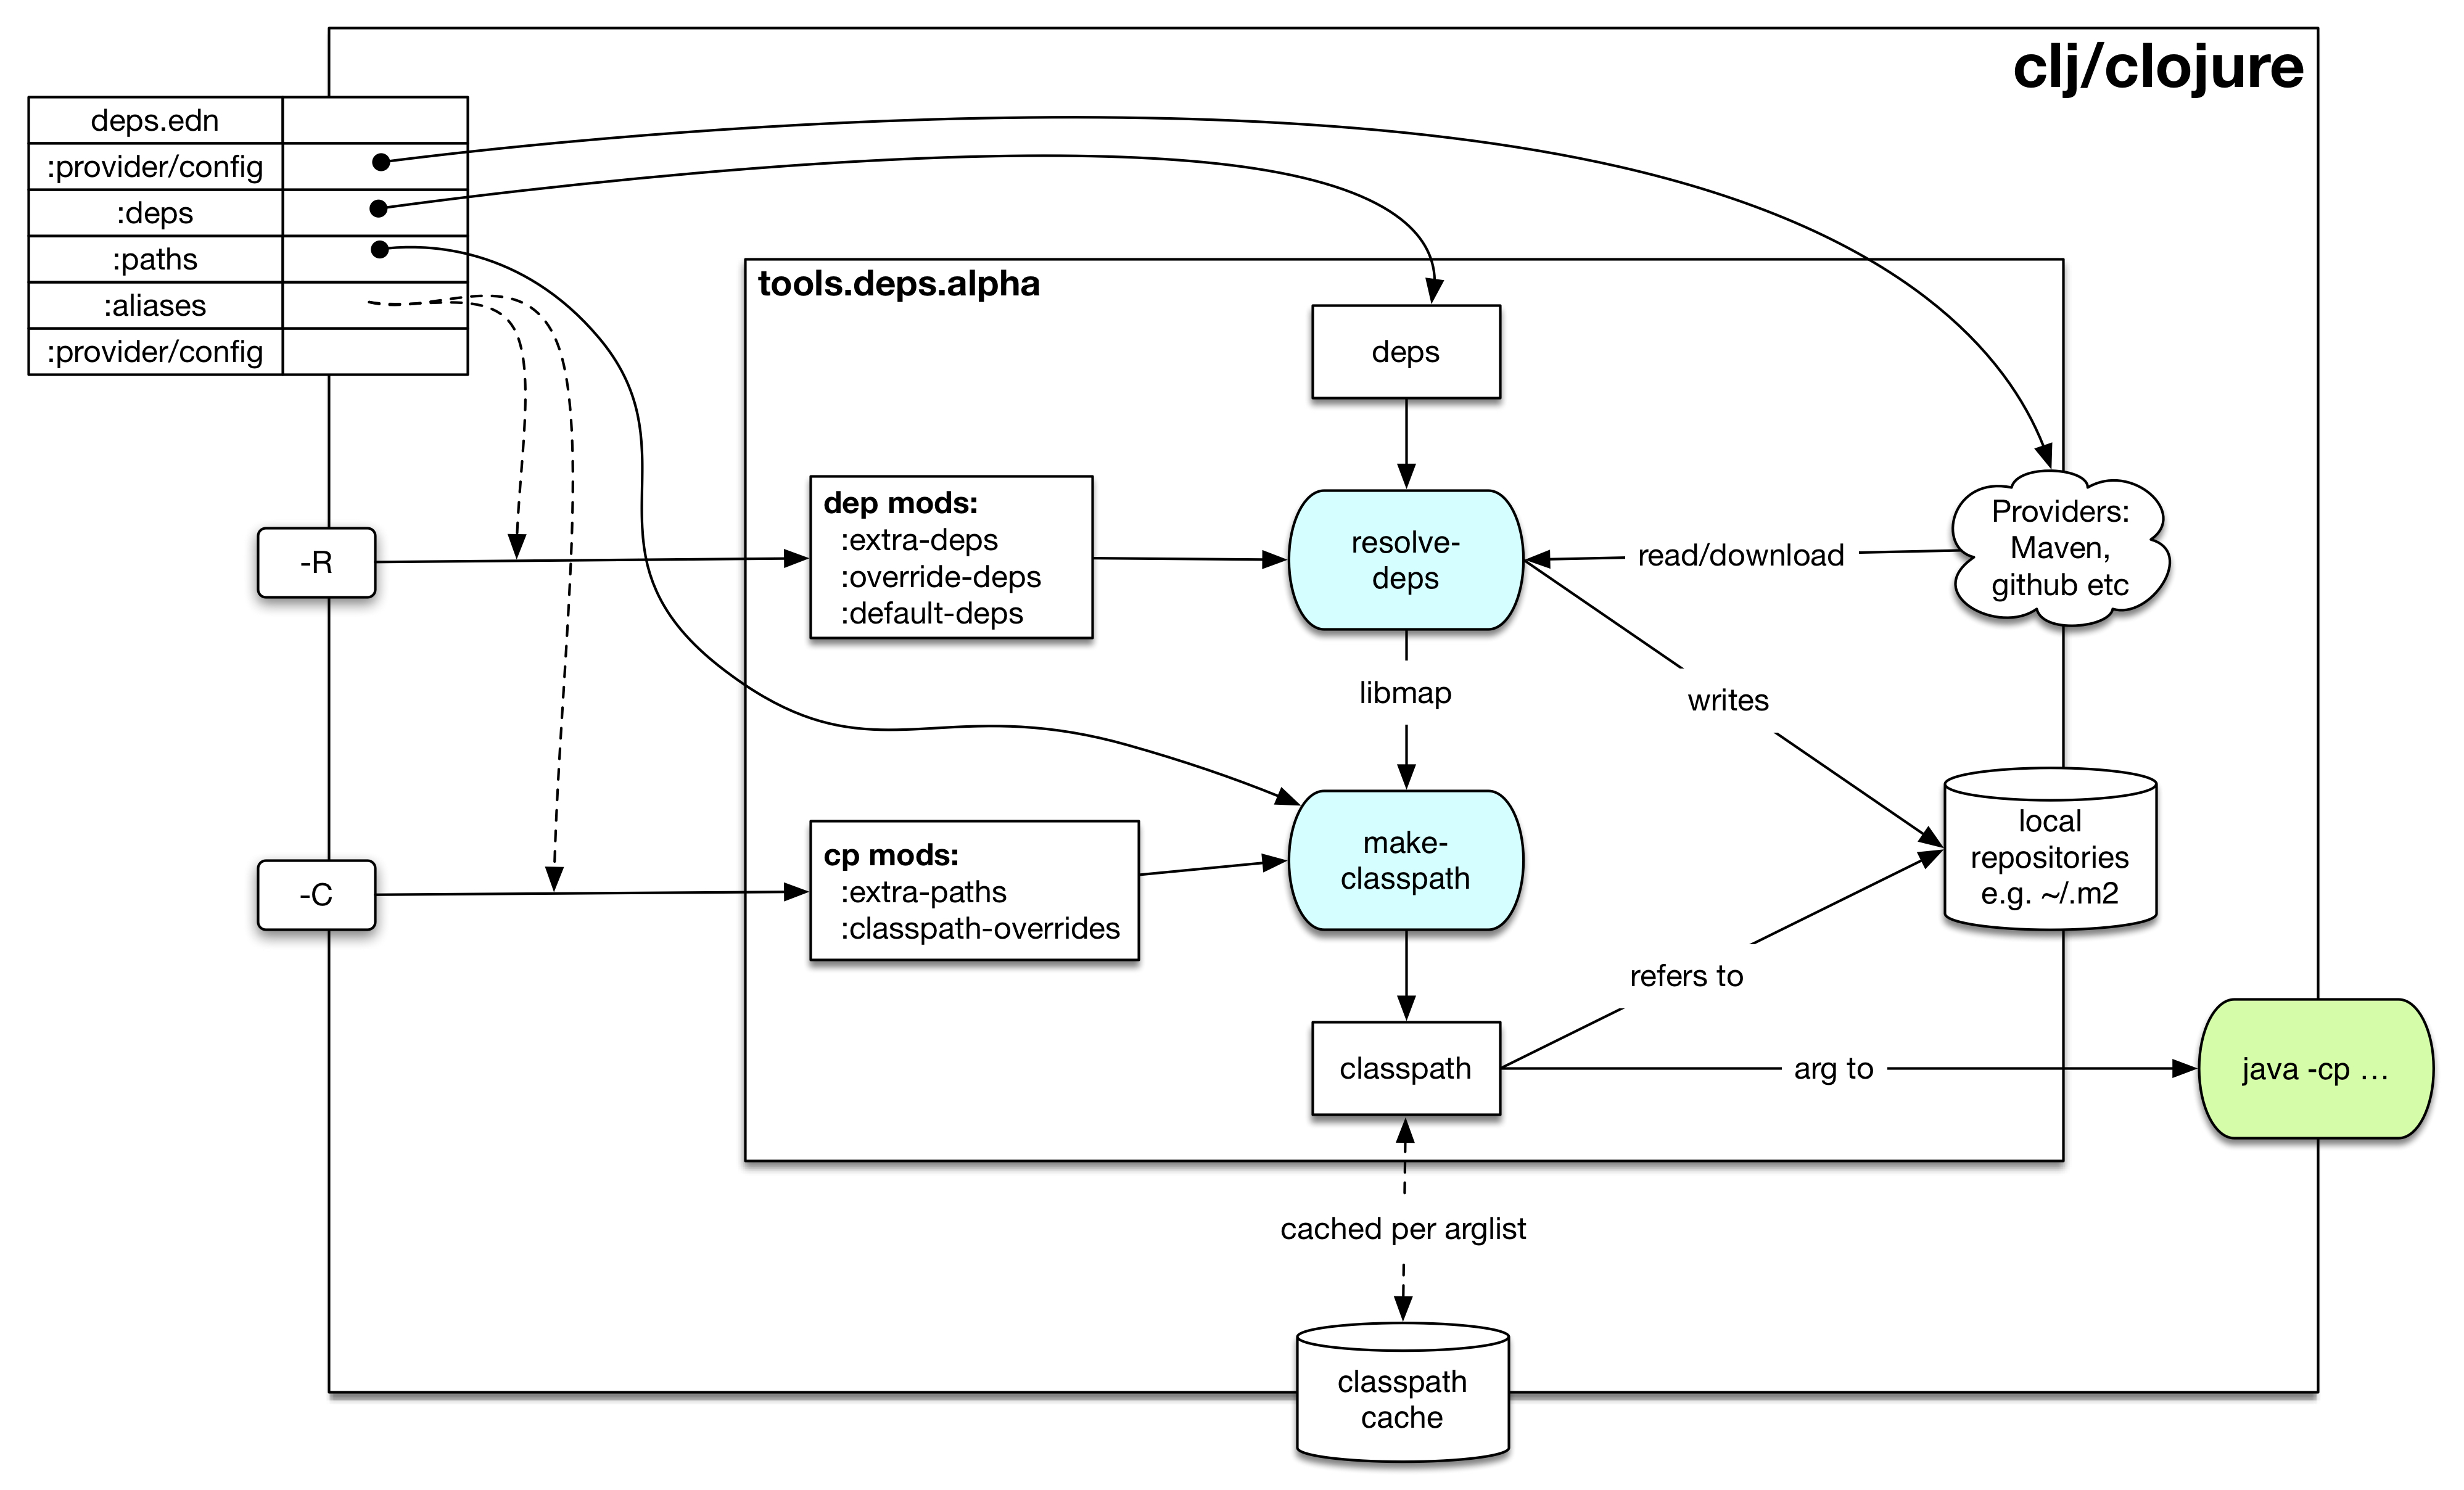 clj/clojure
deps.edn
:provider/config
:deps
:paths
:aliases
:provider/config
tools.deps.alpha
deps
-R
dep mods:
:extra-deps
:override-deps
:default-deps
resolve-
deps
read/download
Providers:
Maven,
github etc
libmap
writes
-C
cp mods:
:extra-paths
:classpath-overrides
make-
classpath
local
repositories
e.g. ~/.m2
refers to
classpath
arg to
java -cp …
cached per arglist
classpath
cache